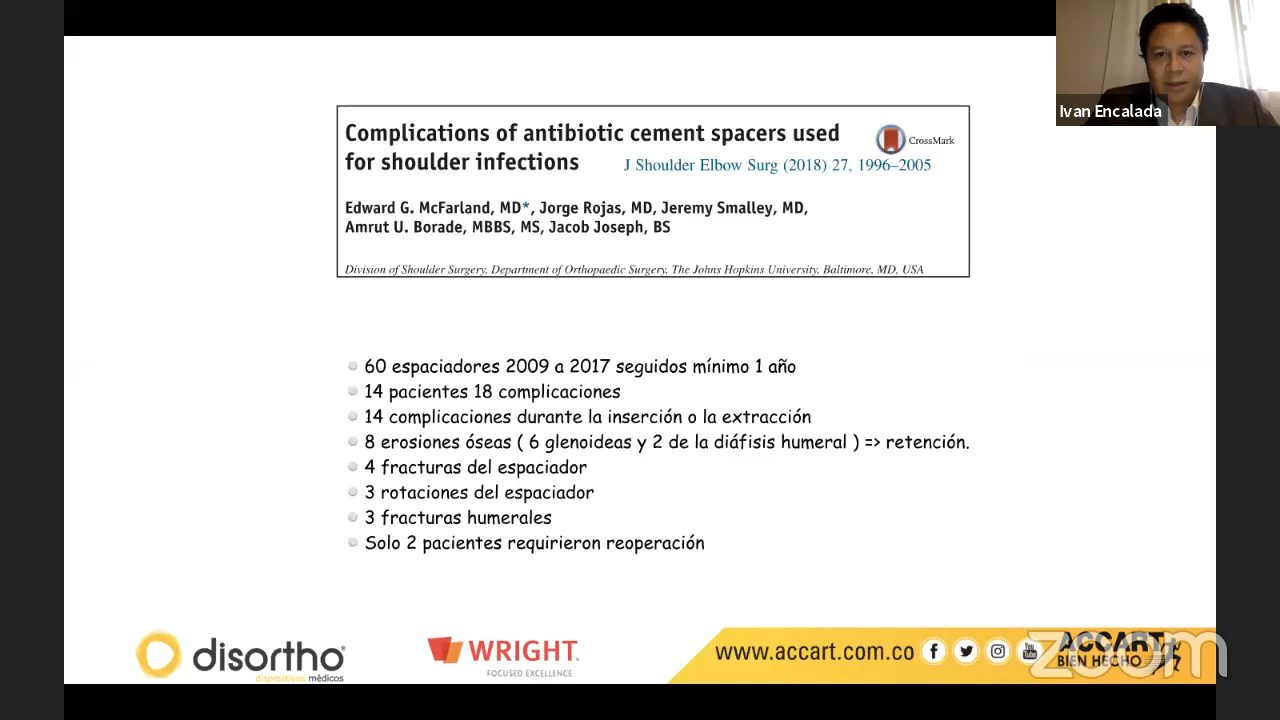 Ivan Encalada
Complications of antibiotic cement spacers used
for shoulder infections
CrossMark
J Shoulder Elbow Surg (2018) 27, 1996–2005
Edward G. McFarland, MD*, Jorge Rojas, MD, Jeremy Smalley, MD,
Amrut U. Borade, MBBS, MS, Jacob Joseph, BS
Division of Shoulder Surgery, Department of Orthopaedic Surgery, The Johns Hopkins University, Baltimore, MD, USA
60 espaciadores 2009 a 2017 seguidos mínimo 1 año
14 pacientes 18 complicaciones
14 complicaciones durante la inserción o la extracción
8 erosiones óseas ( 6 glenoideas y 2 de la diáfisis humeral ) => retención.
4 fracturas del espaciador
3 rotaciones del espaciador
3 fracturas humerales
Solo 2 pacientes requirieron reoperación
disortho
dispositivos médicos
WRIGHT
FOCUSED EXCELLENCE
www.accart.com.co
You Tube
ACCART
BIEN HECHO
zoom